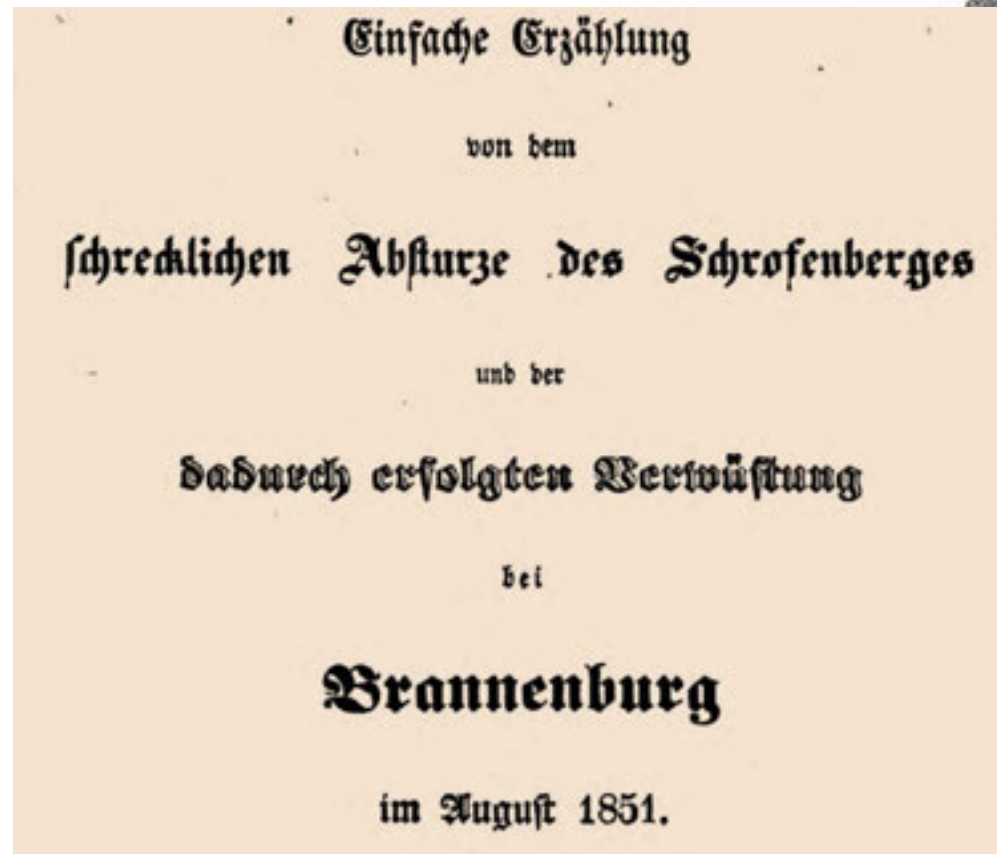 Einfache Erzählung
von dem
schrecklichen Absturze des Schrofenberges
und der
dadurch erfolgten Verwüstung
bei
Brannenburg
im August 1851.